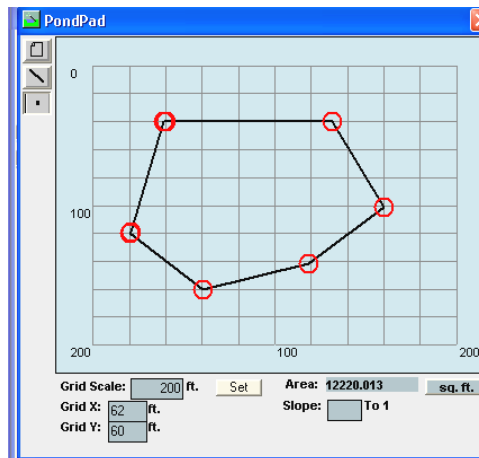 PondPad
0
100
200 100 200
Grid Scale: 200 ft. Set Area: 12220.013 sq. ft.
Grid X: 62 ft. Slope: To 1
Grid Y: 60 ft.